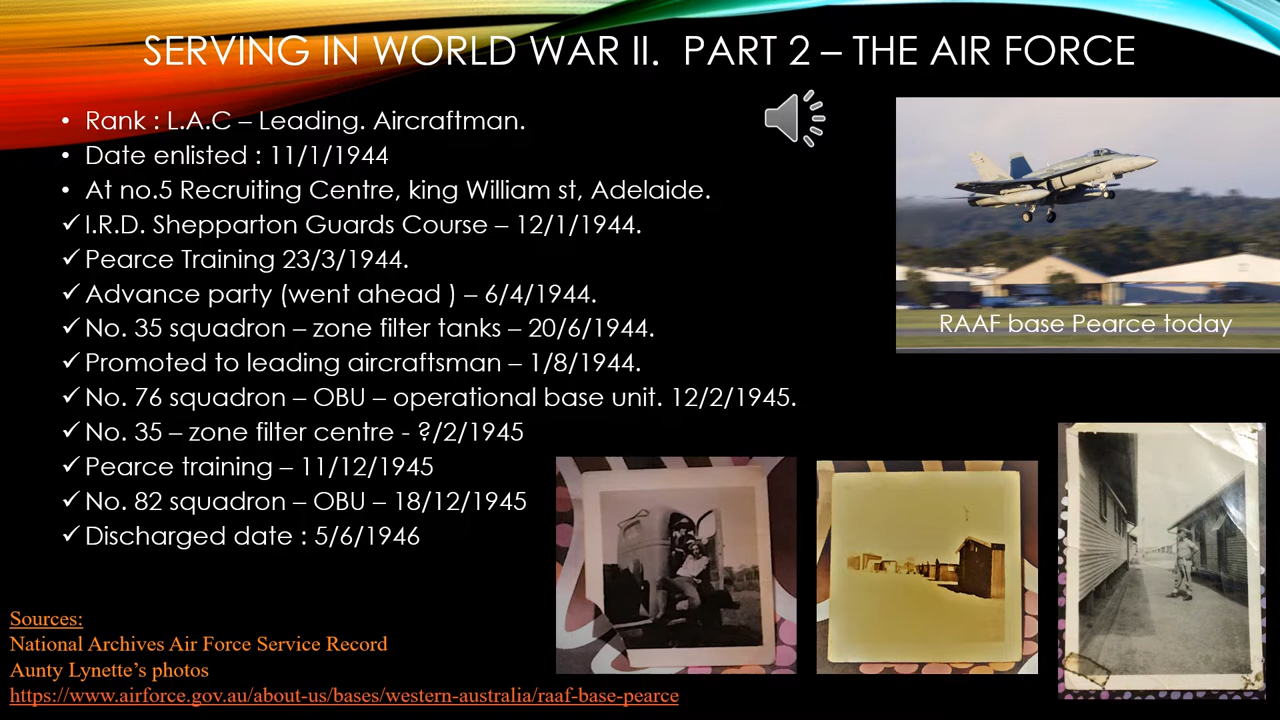 SERVING IN WORLD WAR II. PART 2 – THE AIR FORCE
• Rank : L.A.C – Leading. Aircraftman.
• Date enlisted : 11/1/1944
• At no.5 Recruiting Centre, king William st, Adelaide.
✓ I.R.D. Shepparton Guards Course – 12/1/1944.
✓ Pearce Training 23/3/1944.
✓ Advance party (went ahead ) – 6/4/1944.
✓ No. 35 squadron – zone filter tanks – 20/6/1944.
✓ Promoted to leading aircraftsman – 1/8/1944.
✓ No. 76 squadron – OBU – operational base unit. 12/2/1945.
✓ No. 35 – zone filter centre - ?/2/1945
✓ Pearce training – 11/12/1945
✓ No. 82 squadron – OBU – 18/12/1945
✓ Discharged date : 5/6/1946
RAAF base Pearce today
Sources:
National Archives Air Force Service Record
Aunty Lynette’s photos
https://www.airforce.gov.au/about-us/bases/western-australia/raaf-base-pearce